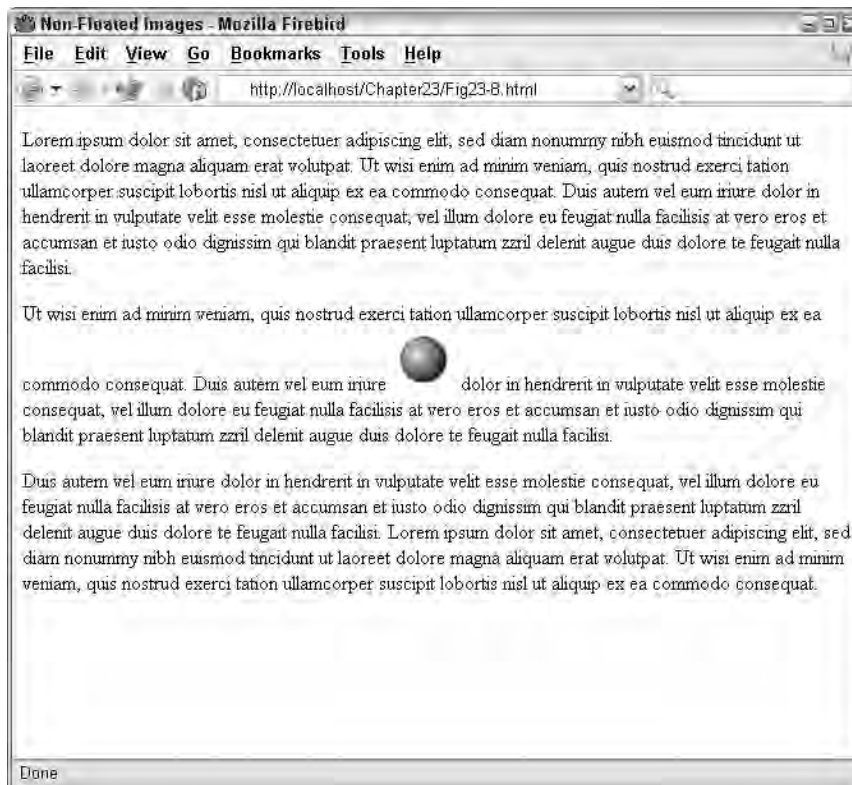 Non-Floated Images - Mozilla Firebird
File Edit View Go Bookmarks Tools Help
http://localhost/Chapter23/Fig23-8.html
Lorem ipsum dolor sit amet, consectetuer adipiscing elit, sed diam nonummy nibh euismod tincidunt ut
laoreet dolore magna aliquam erat volutpat. Ut wisi enim ad minim veniam, quis nostrud exerci tation
ullamcorper suscipit lobortis nisl ut aliquip ex ea commodo consequat. Duis autem vel eum iriure dolor in
hendrerit in vulputate velit esse molestie consequat, vel illum dolore eu feugiat nulla facilisis at vero eros et
accumsan et iusto odio dignissim qui blandit praesent luptatum zzril delenit augue duis dolore te feugait nulla
facilisi.
Ut wisi enim ad minim veniam, quis nostrud exerci tation ullamcorper suscipit lobortis nisl ut aliquip ex ea
commodo consequat. Duis autem vel eum iriure dolor in hendrerit in vulputate velit esse molestie
consequat, vel illum dolore eu feugiat nulla facilisis at vero eros et accumsan et iusto odio dignissim qui
blandit praesent luptatum zzril delenit augue duis dolore te feugait nulla facilisi.
Duis autem vel eum iriure dolor in hendrerit in vulputate velit esse molestie consequat, vel illum dolore eu
feugiat nulla facilisis at vero eros et accumsan et iusto odio dignissim qui blandit praesent luptatum zzril
delenit augue duis dolore te feugait nulla facilisi. Lorem ipsum dolor sit amet, consectetuer adipiscing elit, sed
diam nonummy nibh euismod tincidunt ut laoreet dolore magna aliquam erat volutpat. Ut wisi enim ad minim
veniam, quis nostrud exerci tation ullamcorper suscipit lobortis nisl ut aliquip ex ea commodo consequat.
Done